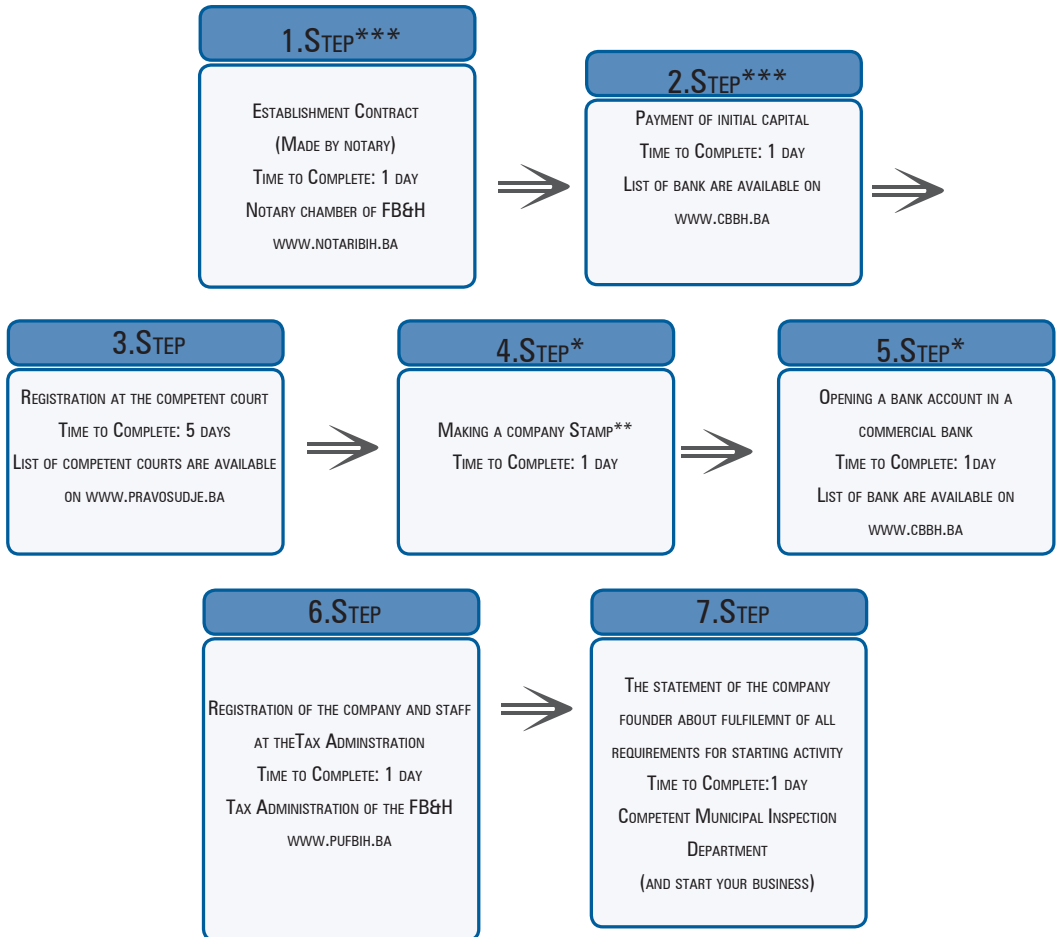 1.Step***
Establishment Contract
(Made by notary)
Time to Complete: 1 day
Notary chamber of FB&H
www.notaribih.ba
2.Step***
Payment of initial capital
Time to Complete: 1 day
List of bank are available on
www.cbbh.ba
3.Step
Registration at the competent court
Time to Complete: 5 days
List of competent courts are available
on www.pravosudje.ba
4.Step*
Making a company Stamp**
Time to Complete: 1 day
5.Step*
Opening a bank account in a
commercial bank
Time to Complete: 1day
List of bank are available on
www.cbbh.ba
6.Step
Registration of the company and staff
at theTax Adminstration
Time to Complete: 1 day
Tax Administration of the FB&H
www.pufbih.ba
7.Step
The statement of the company
founder about fulfilemnt of all
requirements for starting activity
Time to Complete:1 day
Competent Municipal Inspection
Department
(and start your business)